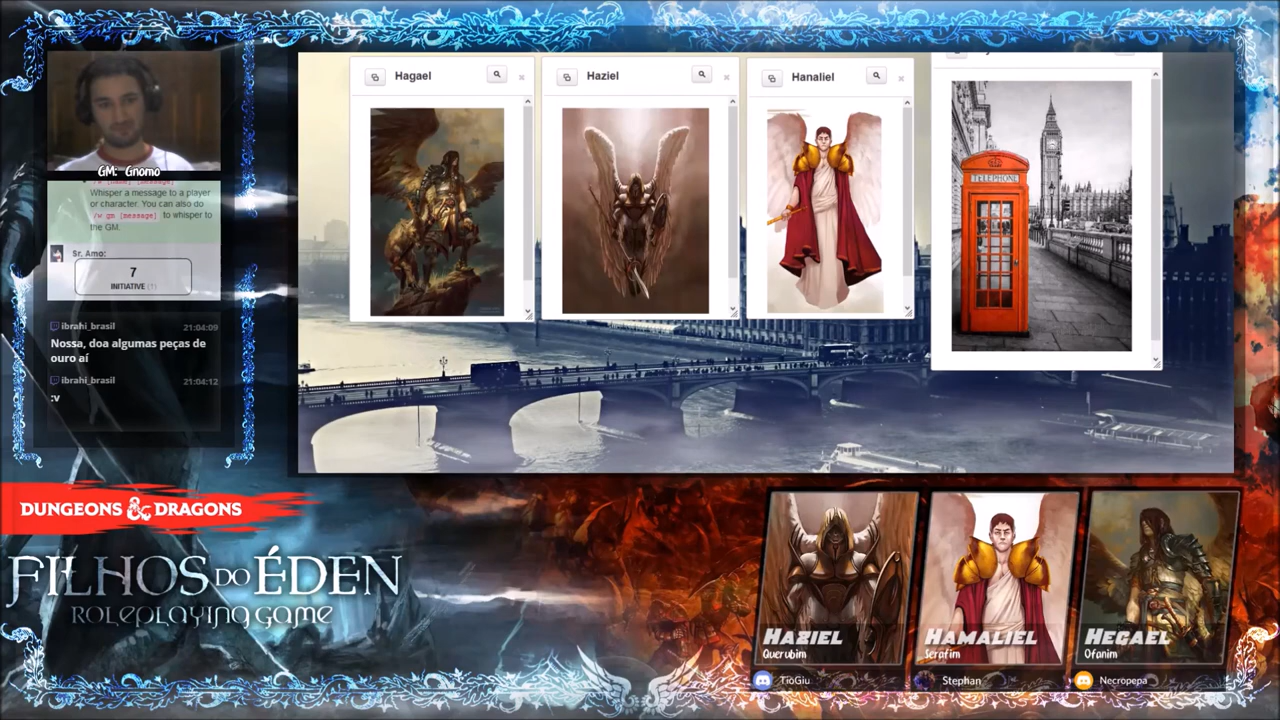 Hagael
Haziel
Hanaliel
TELEPHONE
GM: Gnomo
Whisper a message to a player
or character. You can also do
/w gm [message] to whisper to
the GM.
Sr. Amo:
7
INITIATIVE (1)
ibrahi_brasil 21:04:09
Nossa, doa algumas peças de
ouro aí
ibrahi_brasil 21:04:12
:v
DUNGEONS & DRAGONS
FILHOS DO ÉDEN
ROLEPLAYING GAME
HAZIEL
Querubim
TioGiu
HAMALIEL
Serafim
Stephan
HEGAEL
Ofanim
Necropepa